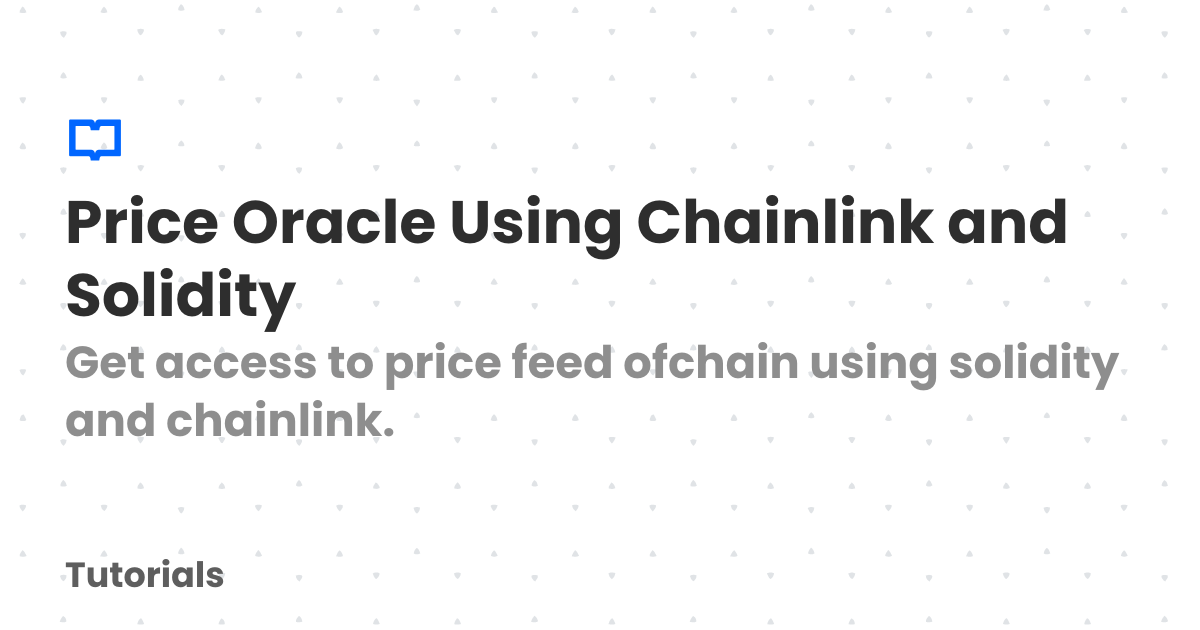 Price Oracle Using Chainlink and
Solidity
Get access to price feed ofchain using solidity
and chainlink.
Tutorials